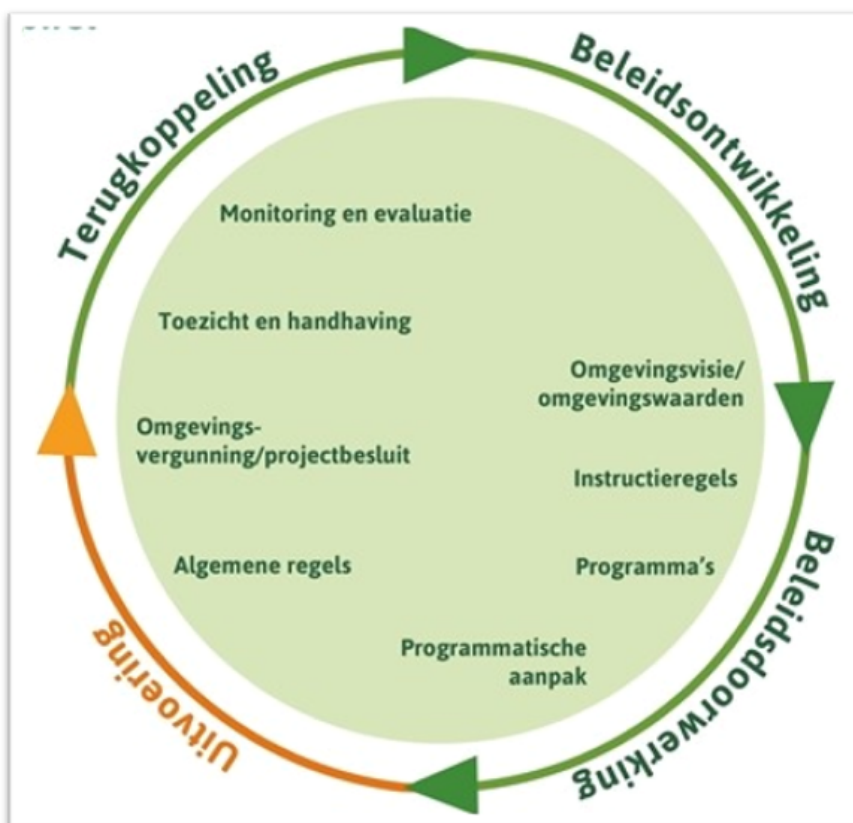 Terugkoppeling
Beleidsontwikkeling
Monitoring en evaluatie
Toezicht en handhaving
Omgevingsvisie/
omgevingswaarden
Omgevings-
vergunning/projectbesluit
Instructieregels
Algemene regels
Programma's
Programmatische
aanpak
Uitvoering
Beleidsdoorwerking